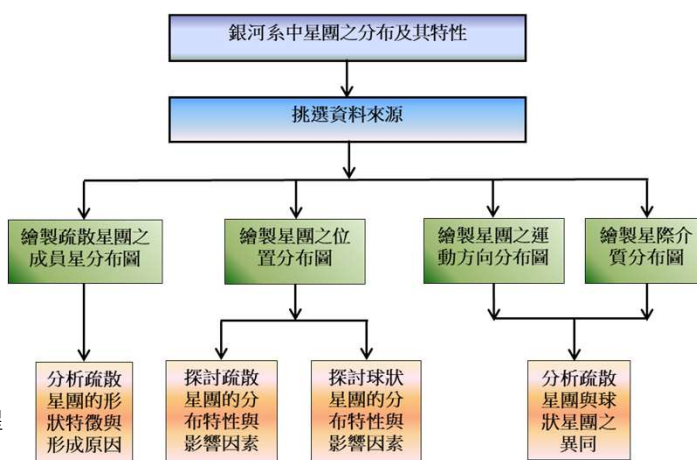 銀河系中星團之分布及其特性
挑選資料來源
繪製疏散星團之
成員星分布圖
繪製星團之位
置分布圖
繪製星團之運
動方向分布圖
繪製星際介
質分布圖
分析疏散
星團的形
狀特徵與
形成原因
探討疏散
星團的分
布特性與
影響因素
探討球狀
星團的分
布特性與
影響因素
分析疏散
星團與球
狀星團之
異同